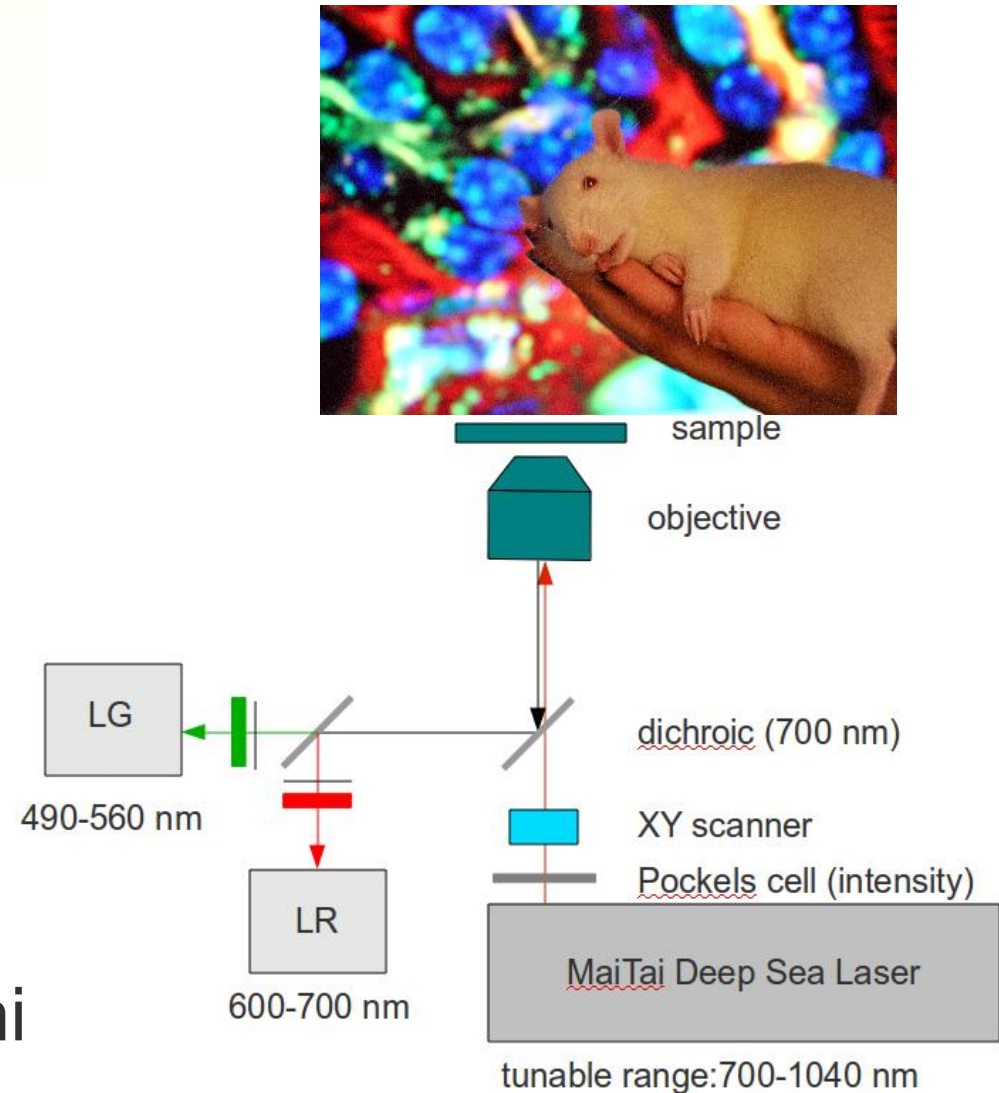 sample
objective
LG
dichroic (700 nm)
490-560 nm
XY scanner
Pockels cell (intensity)
LR
MaiTai Deep Sea Laser
600-700 nm
tunable range:700-1040 nm